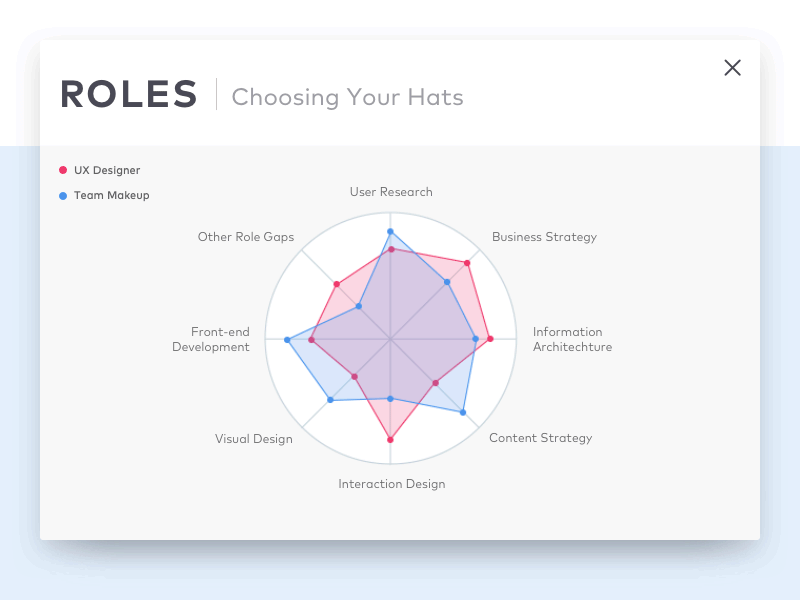 ROLES
Choosing Your Hats
UX Designer
Team Makeup
User Research
Other Role Gaps
Business Strategy
Front-end
Development
Information
Architechture
Visual Design
Content Strategy
Interaction Design